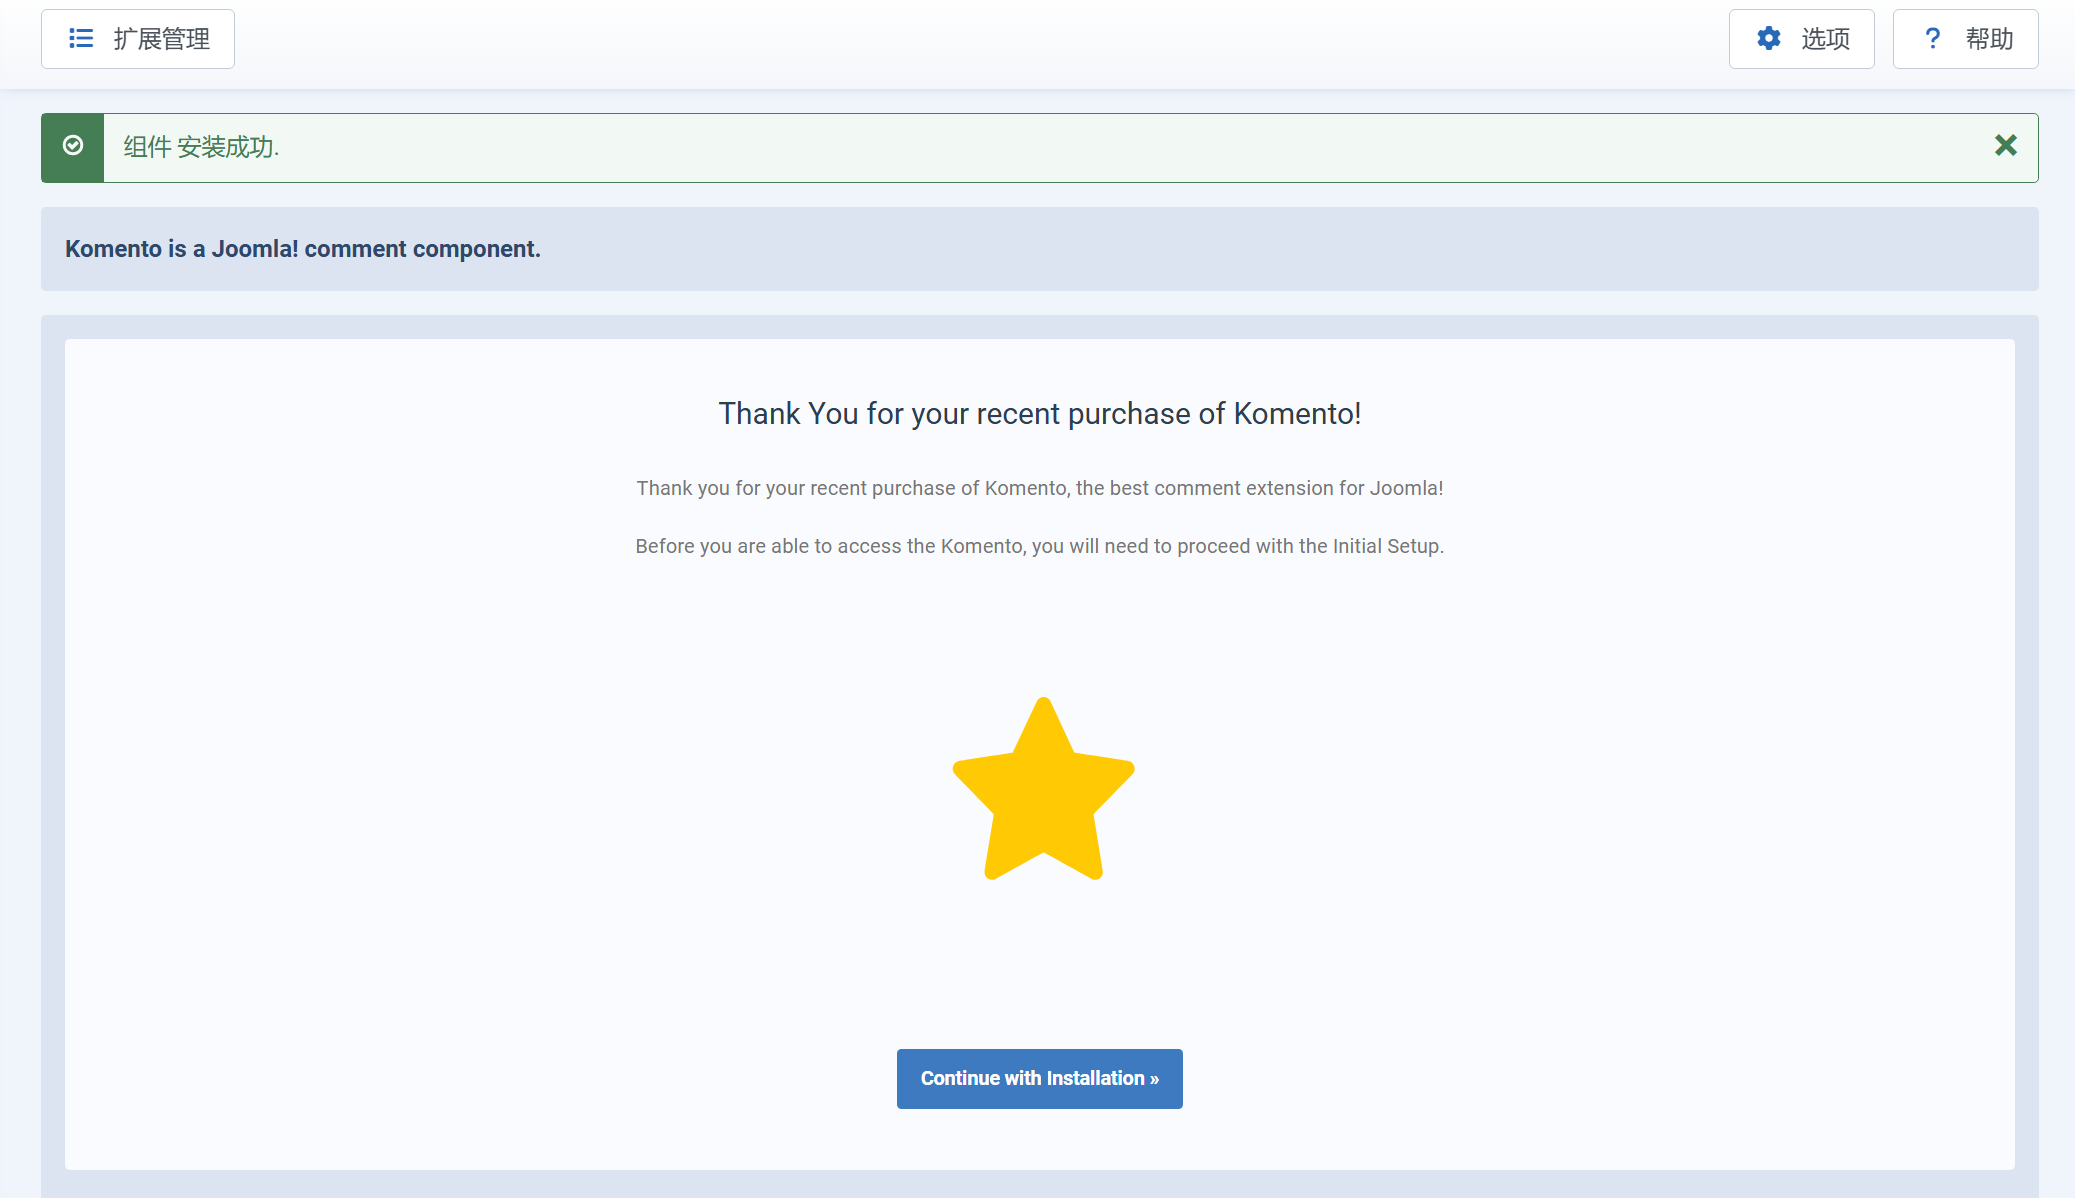 扩展管理
选项
? 帮助
组件 安装成功.
Komento is a Joomla! comment component.
Thank You for your recent purchase of Komento!
Thank you for your recent purchase of Komento, the best comment extension for Joomla!
Before you are able to access the Komento, you will need to proceed with the Initial Setup.
Continue with Installation »